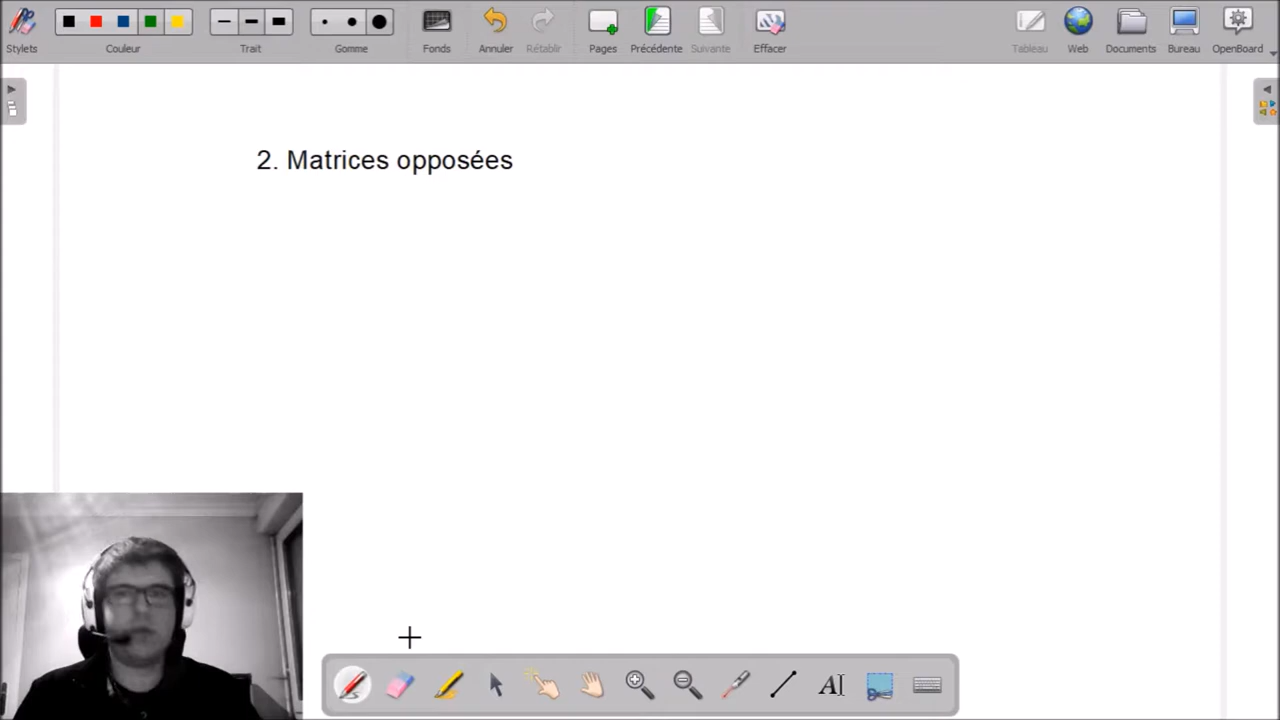 Stylets
Couleur
Trait
Gomme
Fonds
Annuler
Rétablir
Pages
Précédente
Suivante
Effacer
Tableau
Web
Documents
Bureau
OpenBoard
2. Matrices opposées
AI